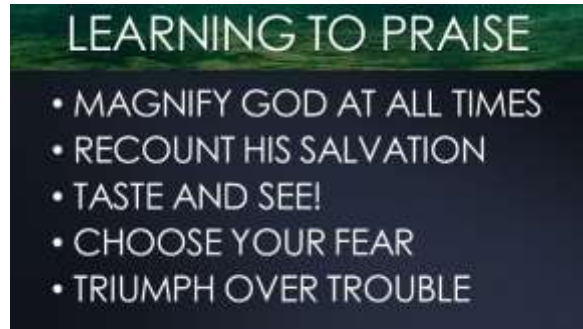 LEARNING TO PRAISE
• MAGNIFY GOD AT ALL TIMES
• RECOUNT HIS SALVATION
• TASTE AND SEE!
• CHOOSE YOUR FEAR
• TRIUMPH OVER TROUBLE